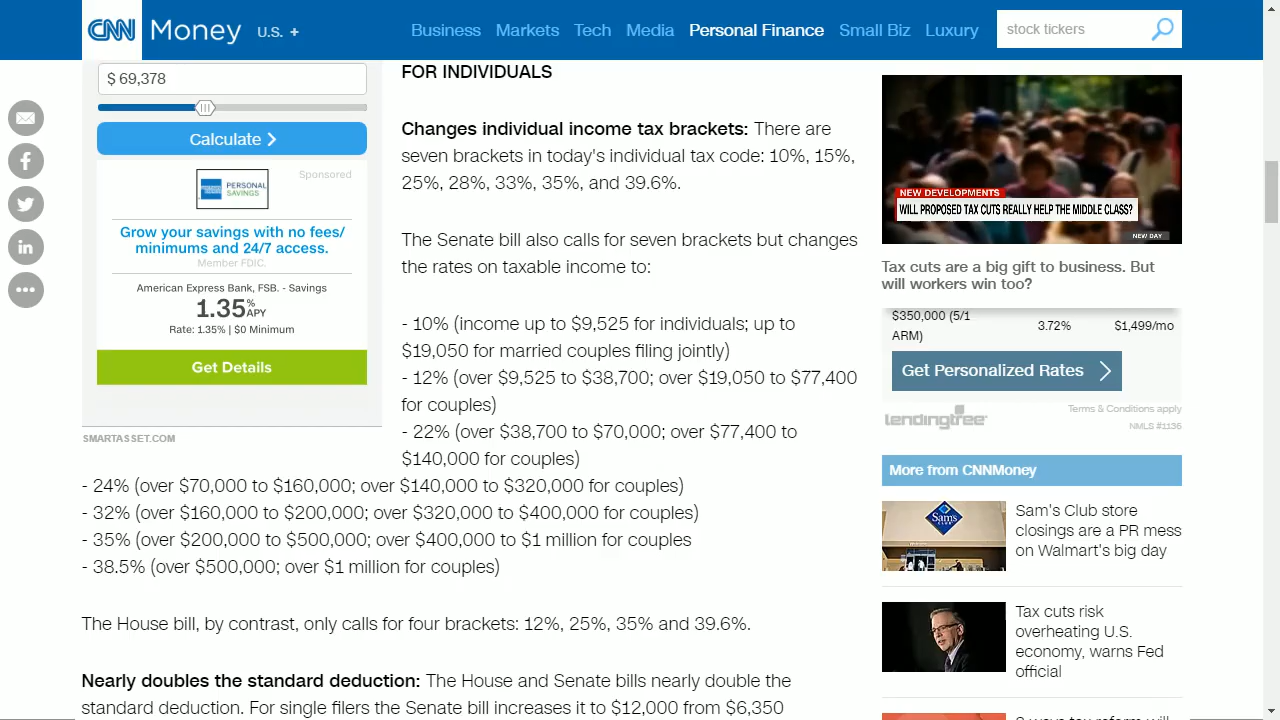 CNN Money U.S. +
Business Markets Tech Media Personal Finance Small Biz Luxury
stock tickers
$ 69,378
Calculate
Sponsored
PERSONAL
SAVINGS
Grow your savings with no fees/
minimums and 24/7 access.
Member FDIC.
American Express Bank, FSB. - Savings
1.35% APY
Rate: 1.35% | $0 Minimum
Get Details
SMARTASSET.COM
FOR INDIVIDUALS
Changes individual income tax brackets: There are
seven brackets in today's individual tax code: 10%, 15%,
25%, 28%, 33%, 35%, and 39.6%.
The Senate bill also calls for seven brackets but changes
the rates on taxable income to:
- 10% (income up to $9,525 for individuals; up to
$19,050 for married couples filing jointly)
- 12% (over $9,525 to $38,700; over $19,050 to $77,400
for couples)
- 22% (over $38,700 to $70,000; over $77,400 to
$140,000 for couples)
- 24% (over $70,000 to $160,000; over $140,000 to $320,000 for couples)
- 32% (over $160,000 to $200,000; over $320,000 to $400,000 for couples)
- 35% (over $200,000 to $500,000; over $400,000 to $1 million for couples
- 38.5% (over $500,000; over $1 million for couples)
The House bill, by contrast, only calls for four brackets: 12%, 25%, 35% and 39.6%.
Nearly doubles the standard deduction: The House and Senate bills nearly double the
standard deduction. For single filers the Senate bill increases it to $12,000 from $6,350
NEW DEVELOPMENTS
WILL PROPOSED TAX CUTS REALLY HELP THE MIDDLE CLASS?
NEW DAY
Tax cuts are a big gift to business. But
will workers win too?
$350,000 (5/1
ARM)
3.72%
$1,499/mo
Get Personalized Rates
lendingtree
Terms & Conditions apply
NMLS #1136
More from CNNMoney
Sam's
Sam's Club store
closings are a PR mess
on Walmart's big day
Tax cuts risk
overheating U.S.
economy, warns Fed
official